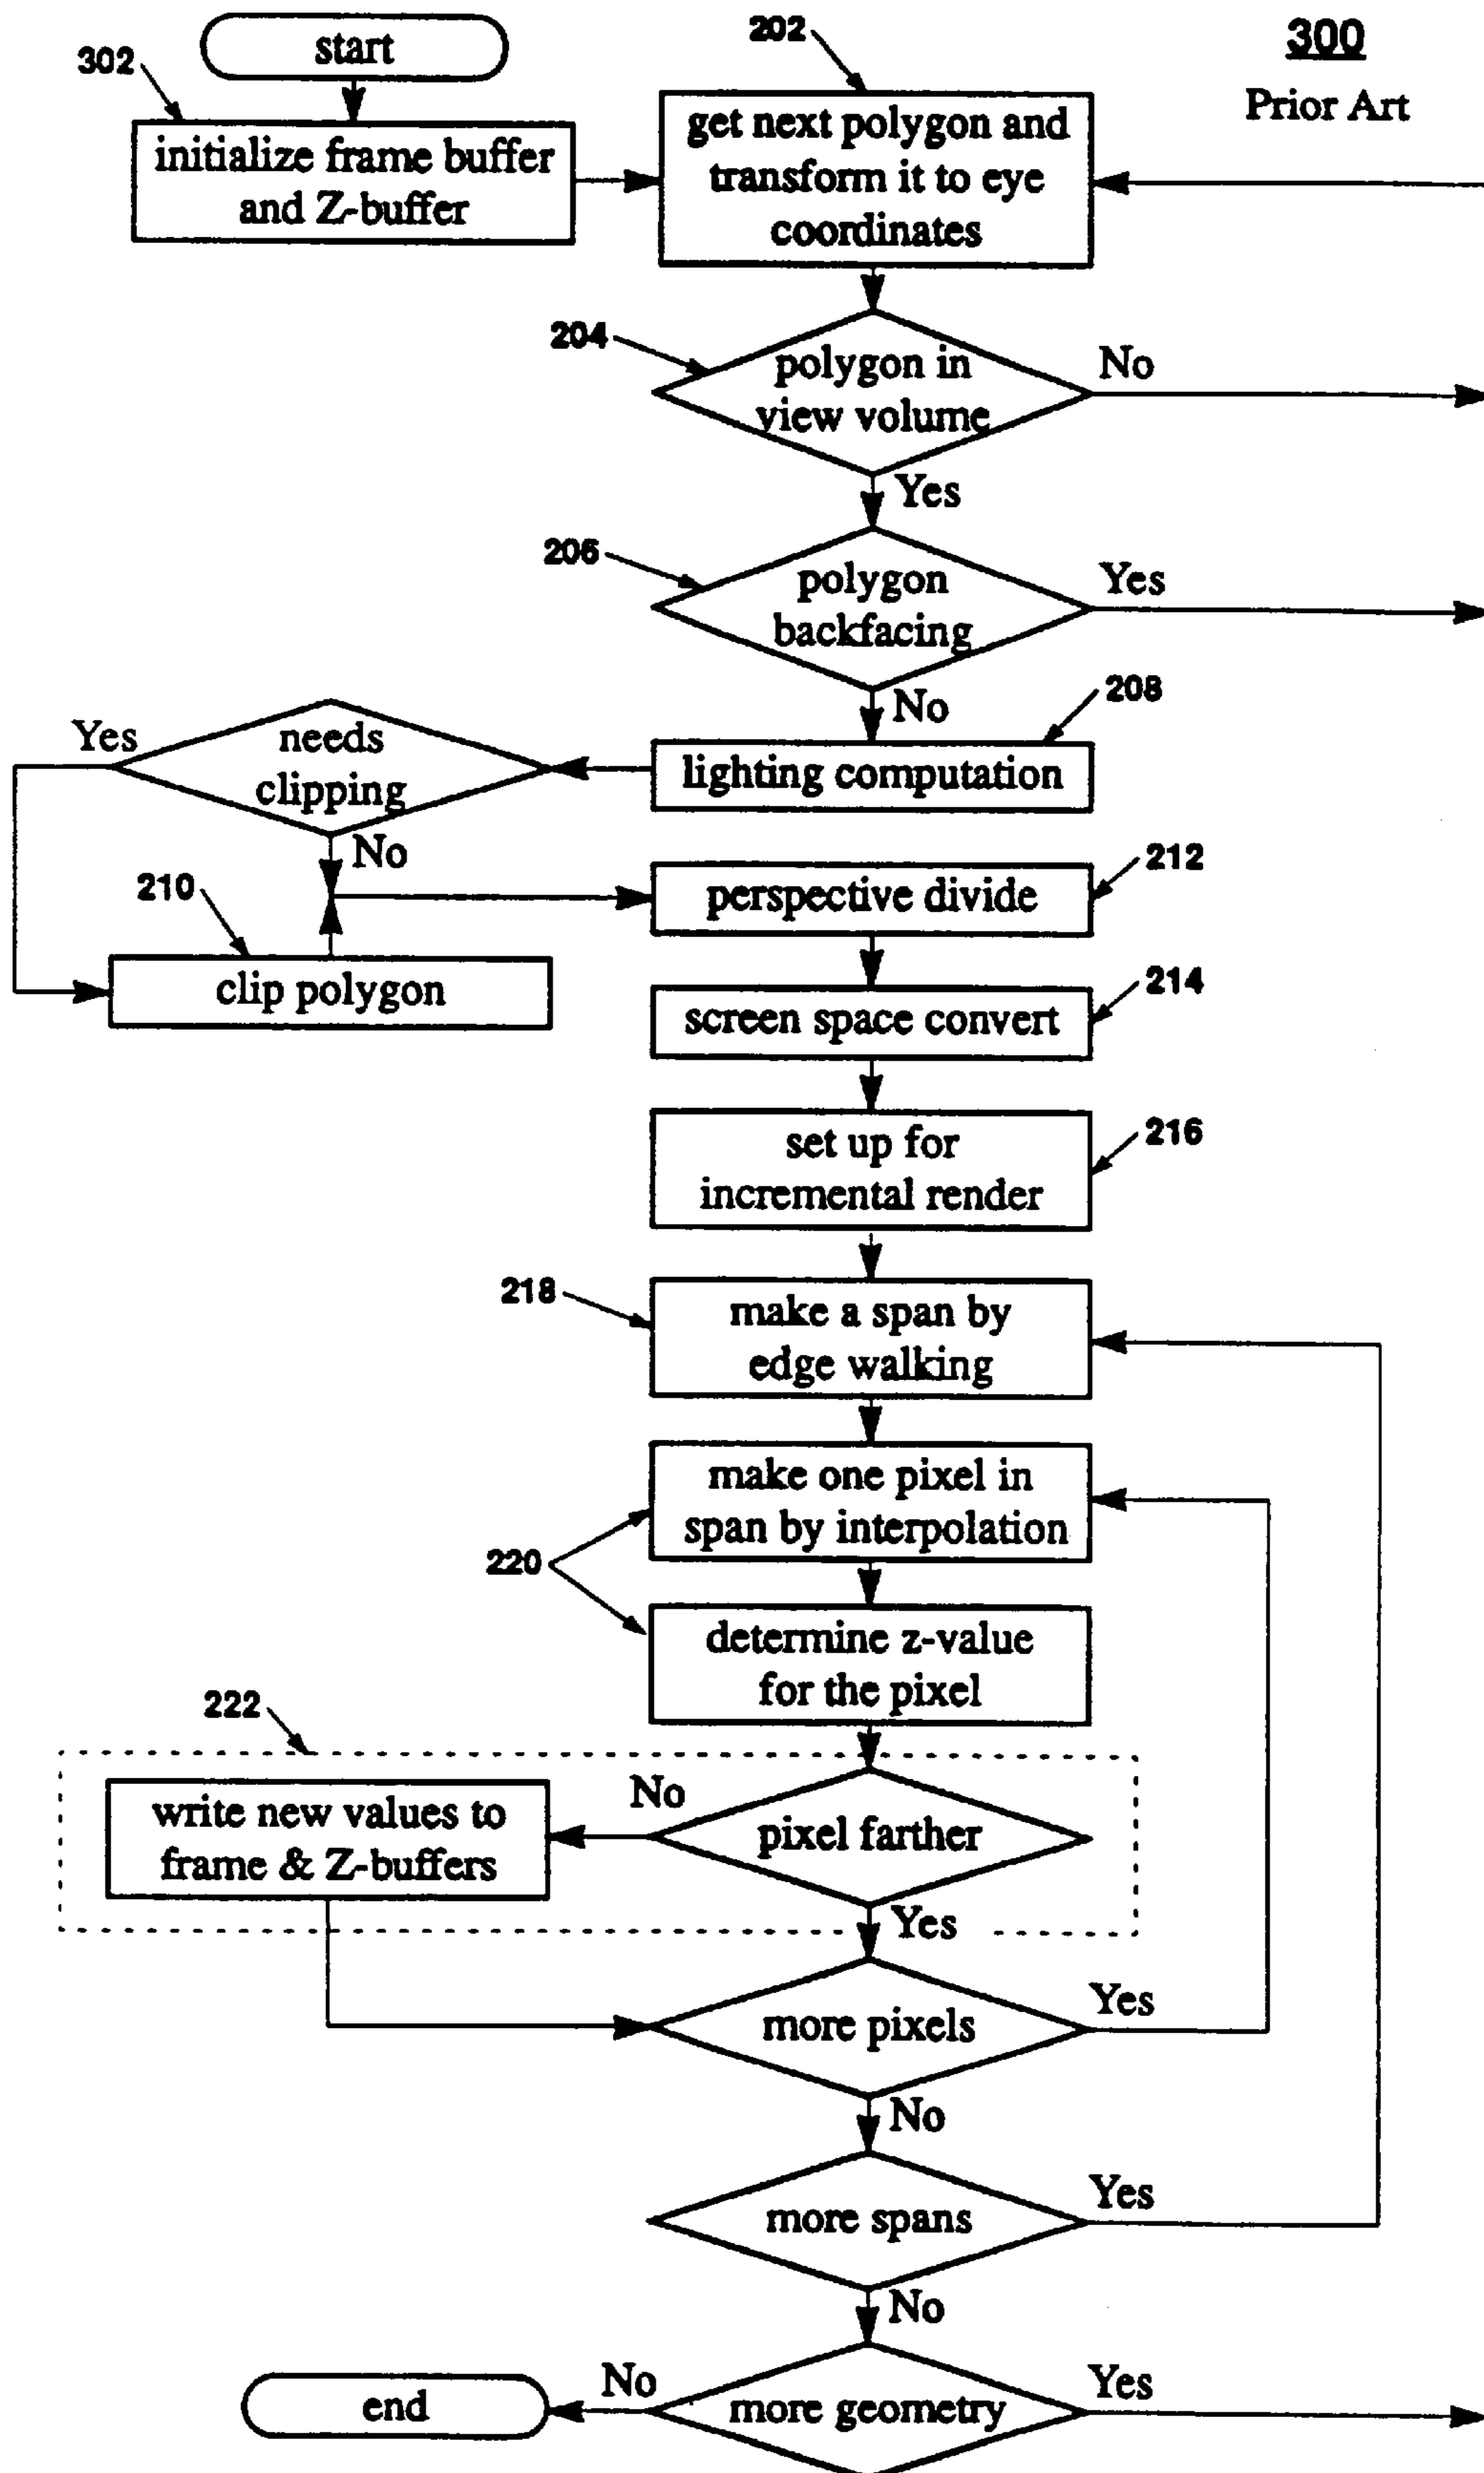 300
Prior Art
start
302
initialize frame buffer
and Z-buffer
202
get next polygon and
transform it to eye
coordinates
204
polygon in
view volume
No
Yes
206
polygon
backfacing
Yes
No
208
lighting computation
needs
clipping
Yes
No
210
clip polygon
212
perspective divide
214
screen space convert
216
set up for
incremental render
218
make a span by
edge walking
220
make one pixel in
span by interpolation
determine z-value
for the pixel
222
pixel farther
No
write new values to
frame & Z-buffers
Yes
more pixels
Yes
No
more spans
Yes
No
more geometry
Yes
No
end